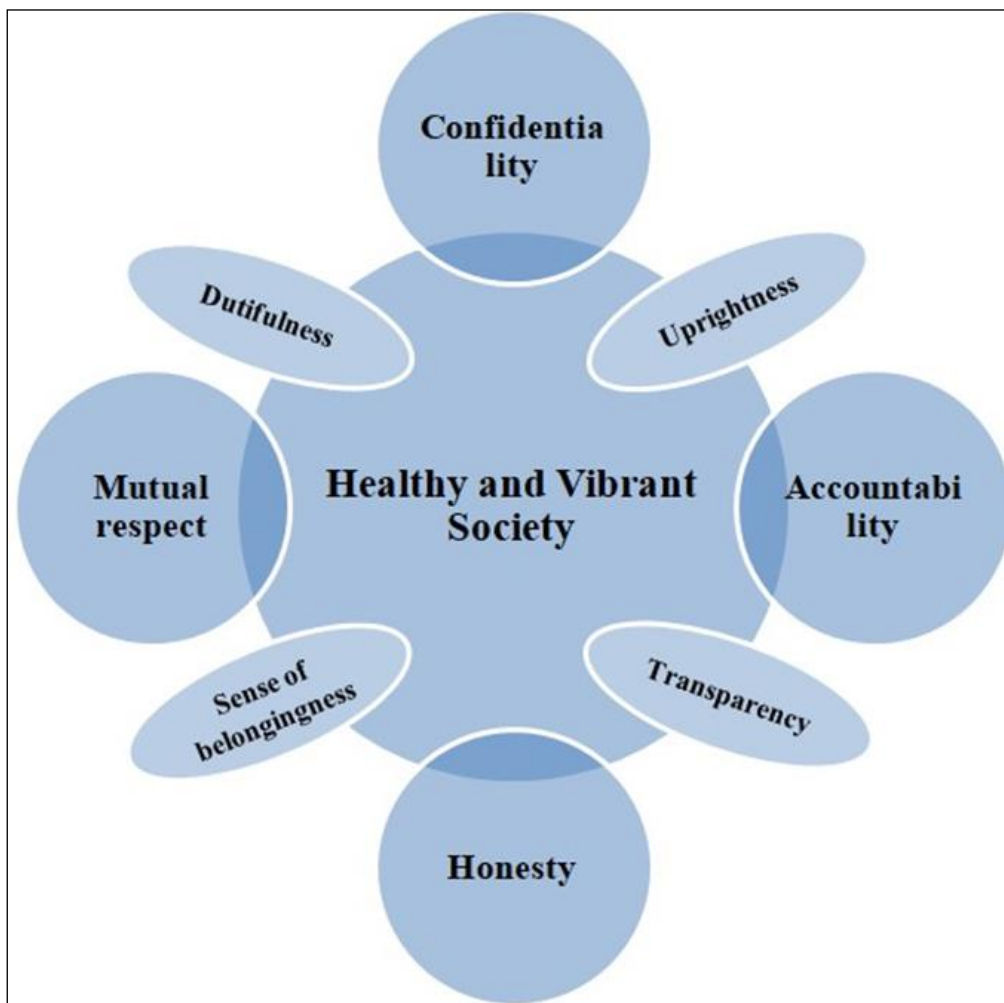 Confidentia
lity
Dutifulness
Uprightness
Mutual
respect
Healthy and Vibrant
Society
Accountabi
lity
Sense of
belongingness
Transparency
Honesty